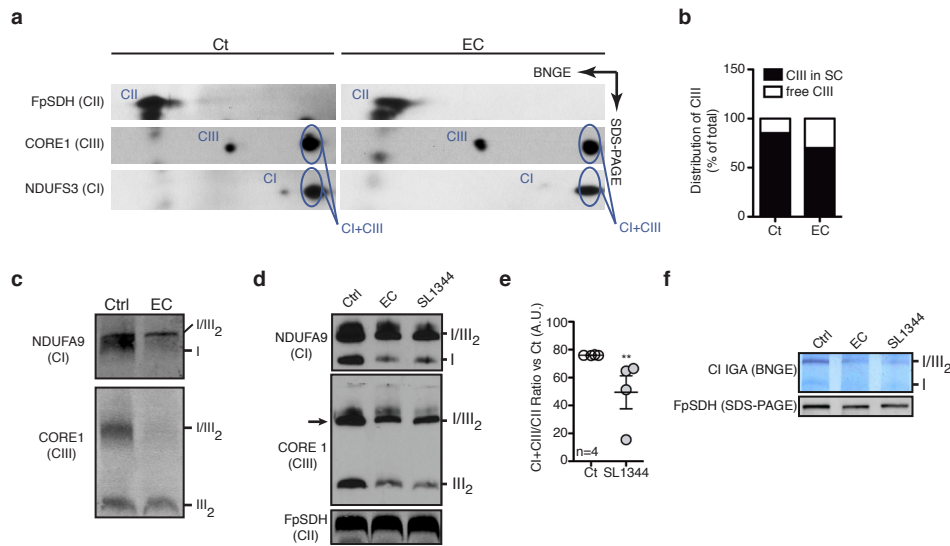 a
Ct
EC
BNGE
SDS-PAGE
FpSDH (CII)
CII
CII
CORE1 (CIII)
CIII
CIII
NDUFS3 (CI)
CI
CI
CI+CIII
CI+CIII
b
Distribution of CIII
(% of total)
150
100
50
0
CIII in SC
free CIII
Ct
EC
c
Ctrl
EC
NDUFA9
(CI)
I/III2
I
CORE1
(CIII)
I/III2
III2
d
Ctrl
EC
SL1344
NDUFA9
(CI)
I/III2
I
CORE 1
(CIII)
I/III2
III2
FpSDH
(CII)
e
CI+CIII/CII Ratio vs Ct (A.U.)
100
80
60
40
20
0
**
n=4
Ct
SL1344
f
Ctrl
EC
SL1344
CI IGA (BNGE)
I/III2
I
FpSDH (SDS-PAGE)